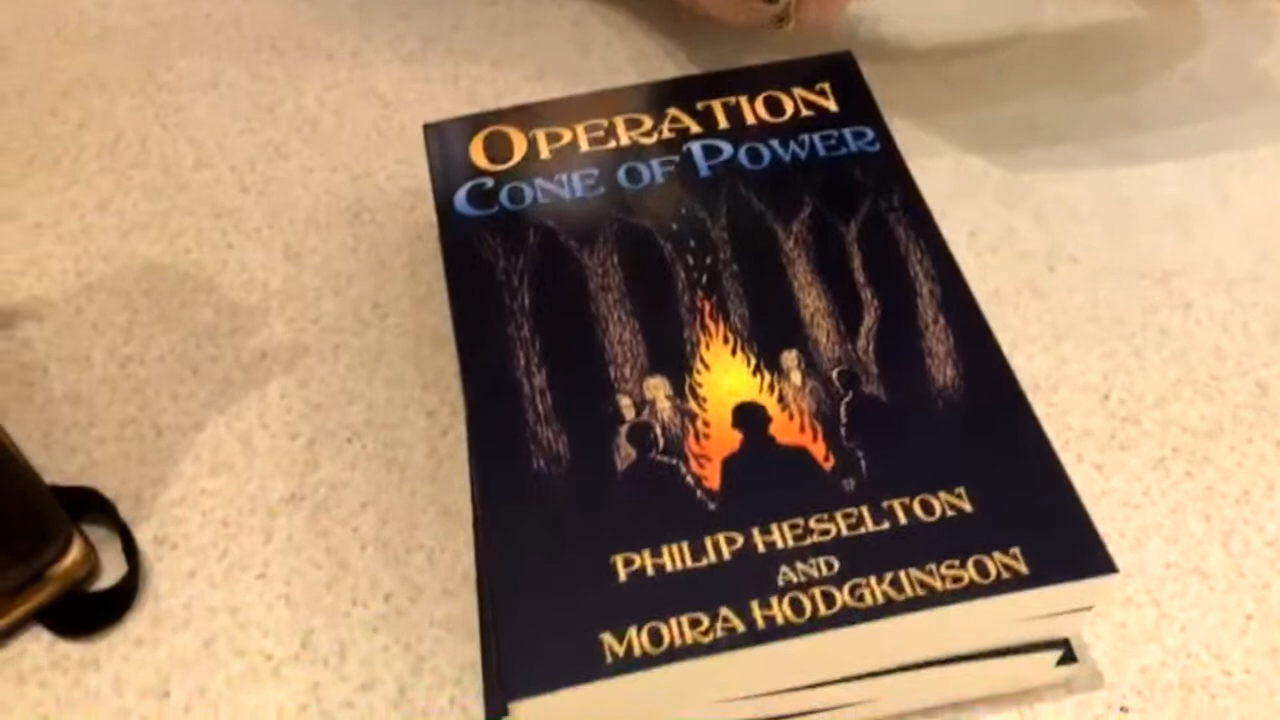 OPERATION
CONE OF POWER
PHILIP HESELTON
AND
MOIRA HODGKINSON